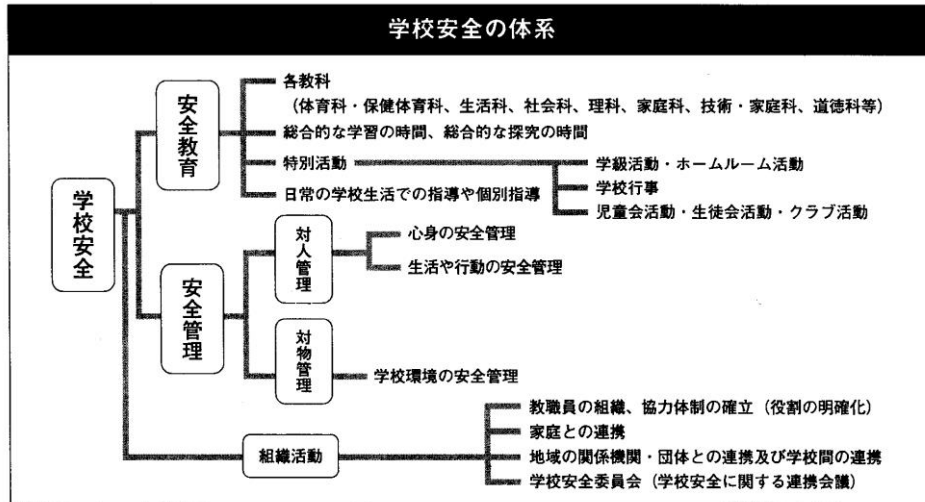 学校安全の体系
学校安全
安全教育
各教科
（体育科・保健体育科、生活科、社会科、理科、家庭科、技術・家庭科、道徳科等）
総合的な学習の時間、総合的な探究の時間
特別活動
学級活動・ホームルーム活動
学校行事
児童会活動・生徒会活動・クラブ活動
日常の学校生活での指導や個別指導
安全管理
対人管理
心身の安全管理
生活や行動の安全管理
対物管理
学校環境の安全管理
組織活動
教職員の組織、協力体制の確立（役割の明確化）
家庭との連携
地域の関係機関・団体との連携及び学校間の連携
学校安全委員会（学校安全に関する連携会議）